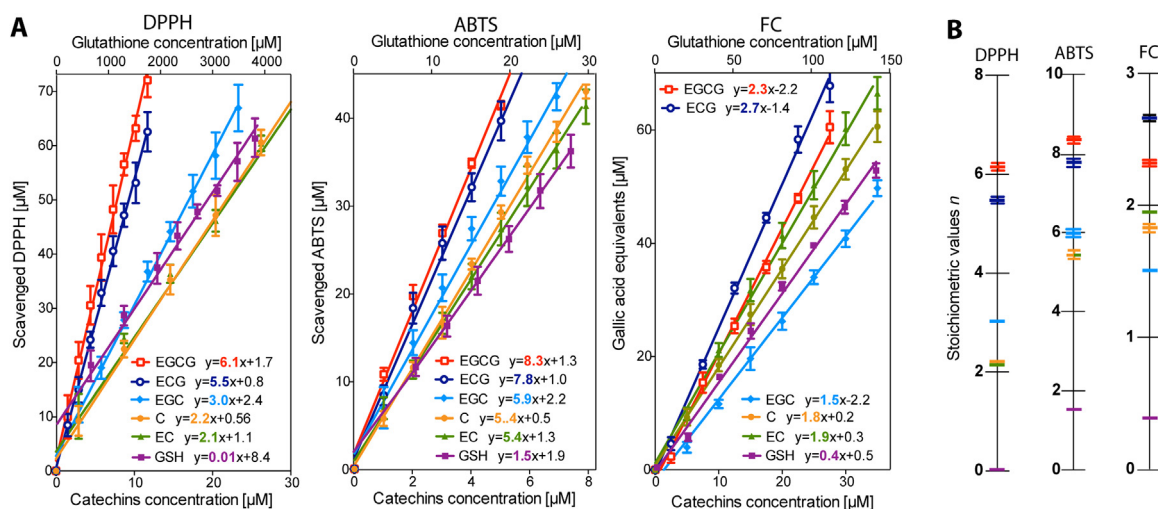 A
DPPH
Glutathione concentration [µM]
0 1000 2000 3000 4000
Scavenged DPPH [µM]
70
60
50
40
30
20
10
0
EGCG y=6.1x+1.7
ECG y=5.5x+0.8
EGC y=3.0x+2.4
C y=2.2x+0.56
EC y=2.1x+1.1
GSH y=0.01x+8.4
0 10 20 30
Catechins concentration [µM]
ABTS
Glutathione concentration [µM]
0 10 20 30
Scavenged ABTS [µM]
40
30
20
10
0
EGCG y=8.3x+1.3
ECG y=7.8x+1.0
EGC y=5.9x+2.2
C y=5..4x+0.5
EC y=5.4x+1.3
GSH y=1.5x+1.9
0 2 4 6 8
Catechins concentration [µM]
FC
Glutathione concentration [µM]
0 50 100 150
Gallic acid equivalents [µM]
60
40
20
0
EGCG y=2.3x-2.2
ECG y=2.7x-1.4
EGC y=1.5x-2.2
C y=1.8x+0.2
EC y=1.9x+0.3
GSH y=0.4x+0.5
0 10 20 30
Catechins concentration [µM]
B
Stoichiometric values n
DPPH
8
6
4
2
0
ABTS
10
8
6
4
2
0
FC
3
2
1
0